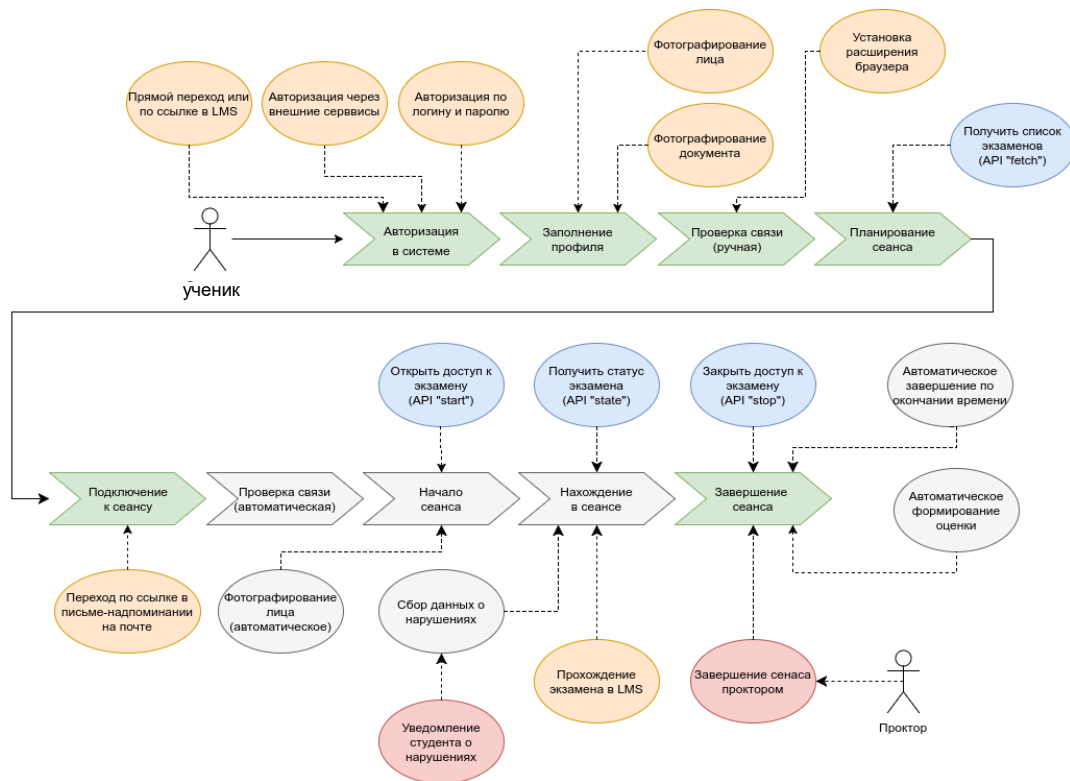 Фотографирование
лица
Установка
расширения
браузера
Прямой переход или
по ссылке в LMS
Авторизация через
внешние сервисы
Авторизация по
логину и паролю
Фотографирование
документа
Получить список
экзаменов
(API "fetch")
Авторизация
в системе
Заполнение
профиля
Проверка связи
(ручная)
Планирование
сеанса
ученик
Открыть доступ к
экзамену
(API "start")
Получить статус
экзамена
(API "state")
Закрыть доступ к
экзамену
(API "stop")
Автоматическое
завершение по
окончании времени
Подключение
к сеансу
Проверка связи
(автоматическая)
Начало
сеанса
Нахождение
в сеансе
Завершение
сеанса
Автоматическое
формирование
оценки
Переход по ссылке в
письме-надпоминании
на почте
Фотографирование
лица
(автоматическое)
Сбор данных о
нарушениях
Прохождение
экзамена в LMS
Завершение сенаса
проктором
Проктор
Уведомление
студента о
нарушениях